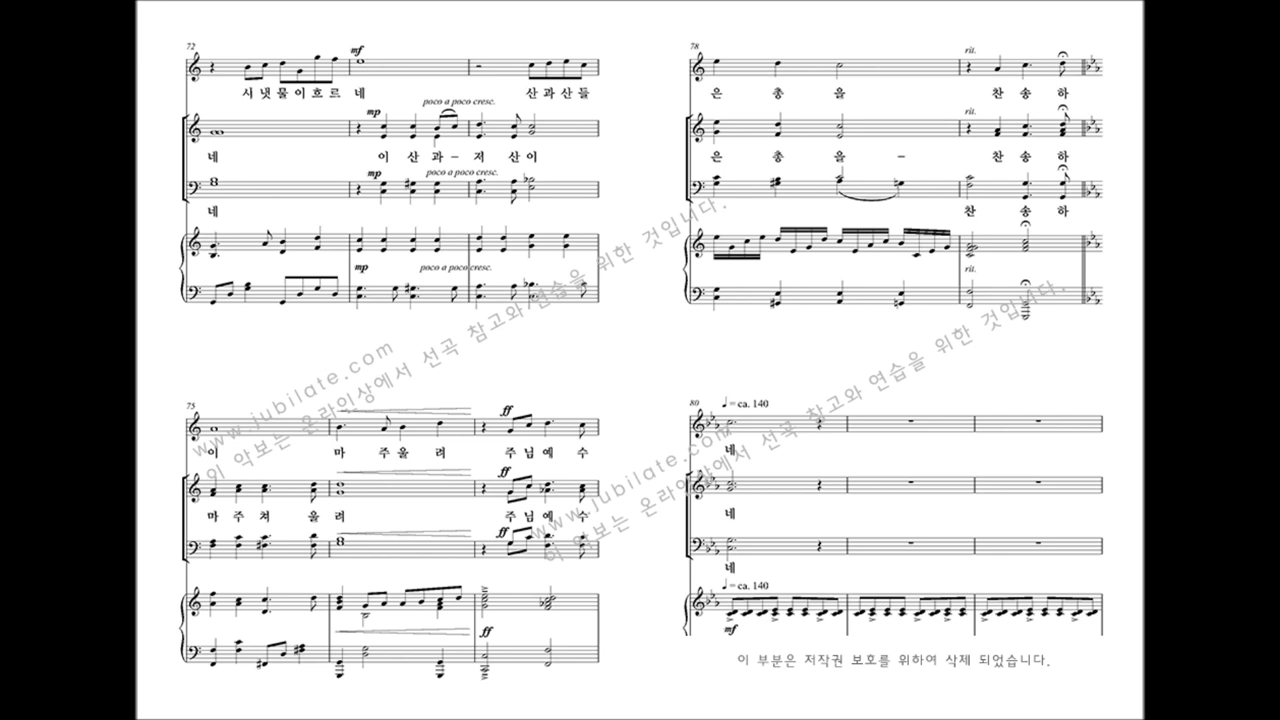 72
mf
시 냇 물 이 흐 르 네 산 과 산 들
poco a poco cresc.
mp
네 이 산 과 – 저 산 이
mp
poco a poco cresc.
네
mp
poco a poco cresc.
75
ff
이 마 주 울 려 주 님 예 수
ff
마 주 쳐 울 려 주 님 예 수
ff
ff
78
rit.
은 총 을 찬 송 하
rit.
은 총 을 – 찬 송 하
찬 송 하
rit.
80
♩ = ca. 140
네
네
네
♩ = ca. 140
mf
이 부분은 저작권 보호를 위하여 삭제 되었습니다.
www.jubilate.com
이 악보는 온라인상에서 선곡 참고와 연습을 위한 것입니다.
www.jubilate.com
이 악보는 온라인상에서 선곡 참고와 연습을 위한 것입니다.